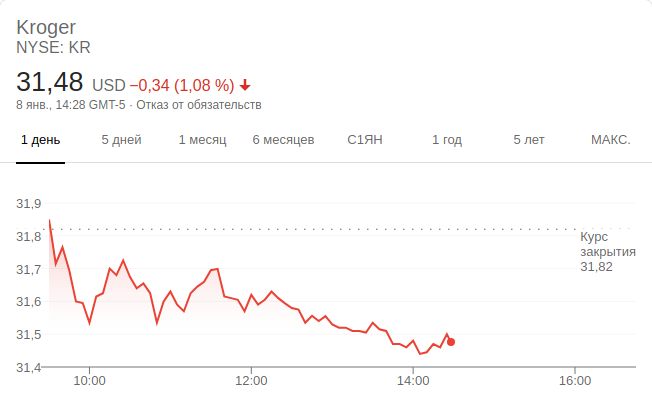 Kroger
NYSE: KR
31,48 USD −0,34 (1,08 %)
8 янв., 14:28 GMT-5 · Отказ от обязательств
1 день 5 дней 1 месяц 6 месяцев С1ЯН 1 год 5 лет МАКС.
31,9
31,8
Курс
закрытия
31,82
31,7
31,6
31,5
31,4
10:00 12:00 14:00 16:00